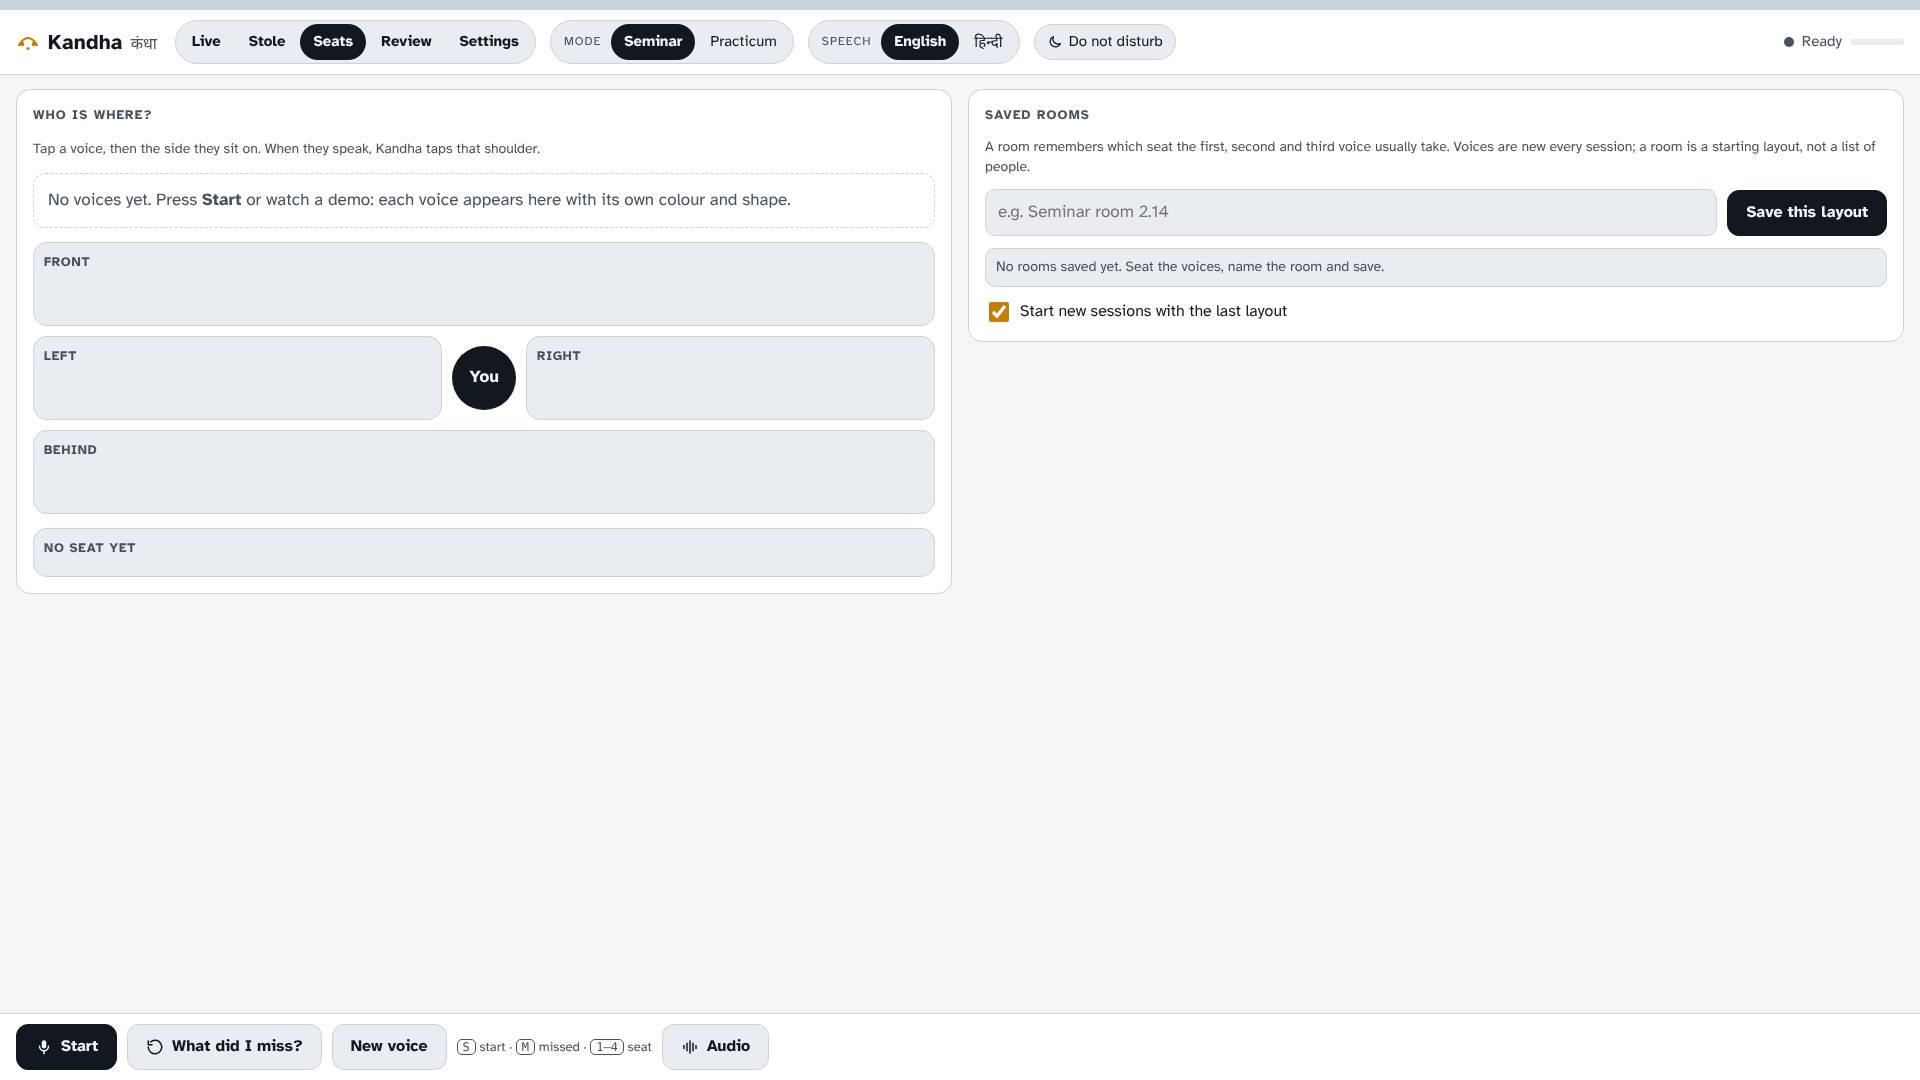 Kandha कंधा
Live Stole Seats Review Settings
MODE Seminar Practicum
SPEECH English हिन्दी
Do not disturb
Ready
WHO IS WHERE?
Tap a voice, then the side they sit on. When they speak, Kandha taps that shoulder.
No voices yet. Press Start or watch a demo: each voice appears here with its own colour and shape.
FRONT
LEFT
You
RIGHT
BEHIND
NO SEAT YET
SAVED ROOMS
A room remembers which seat the first, second and third voice usually take. Voices are new every session; a room is a starting layout, not a list of
people.
e.g. Seminar room 2.14
Save this layout
No rooms saved yet. Seat the voices, name the room and save.
Start new sessions with the last layout
Start
What did I miss?
New voice
S start · M missed · 1–4 seat
Audio